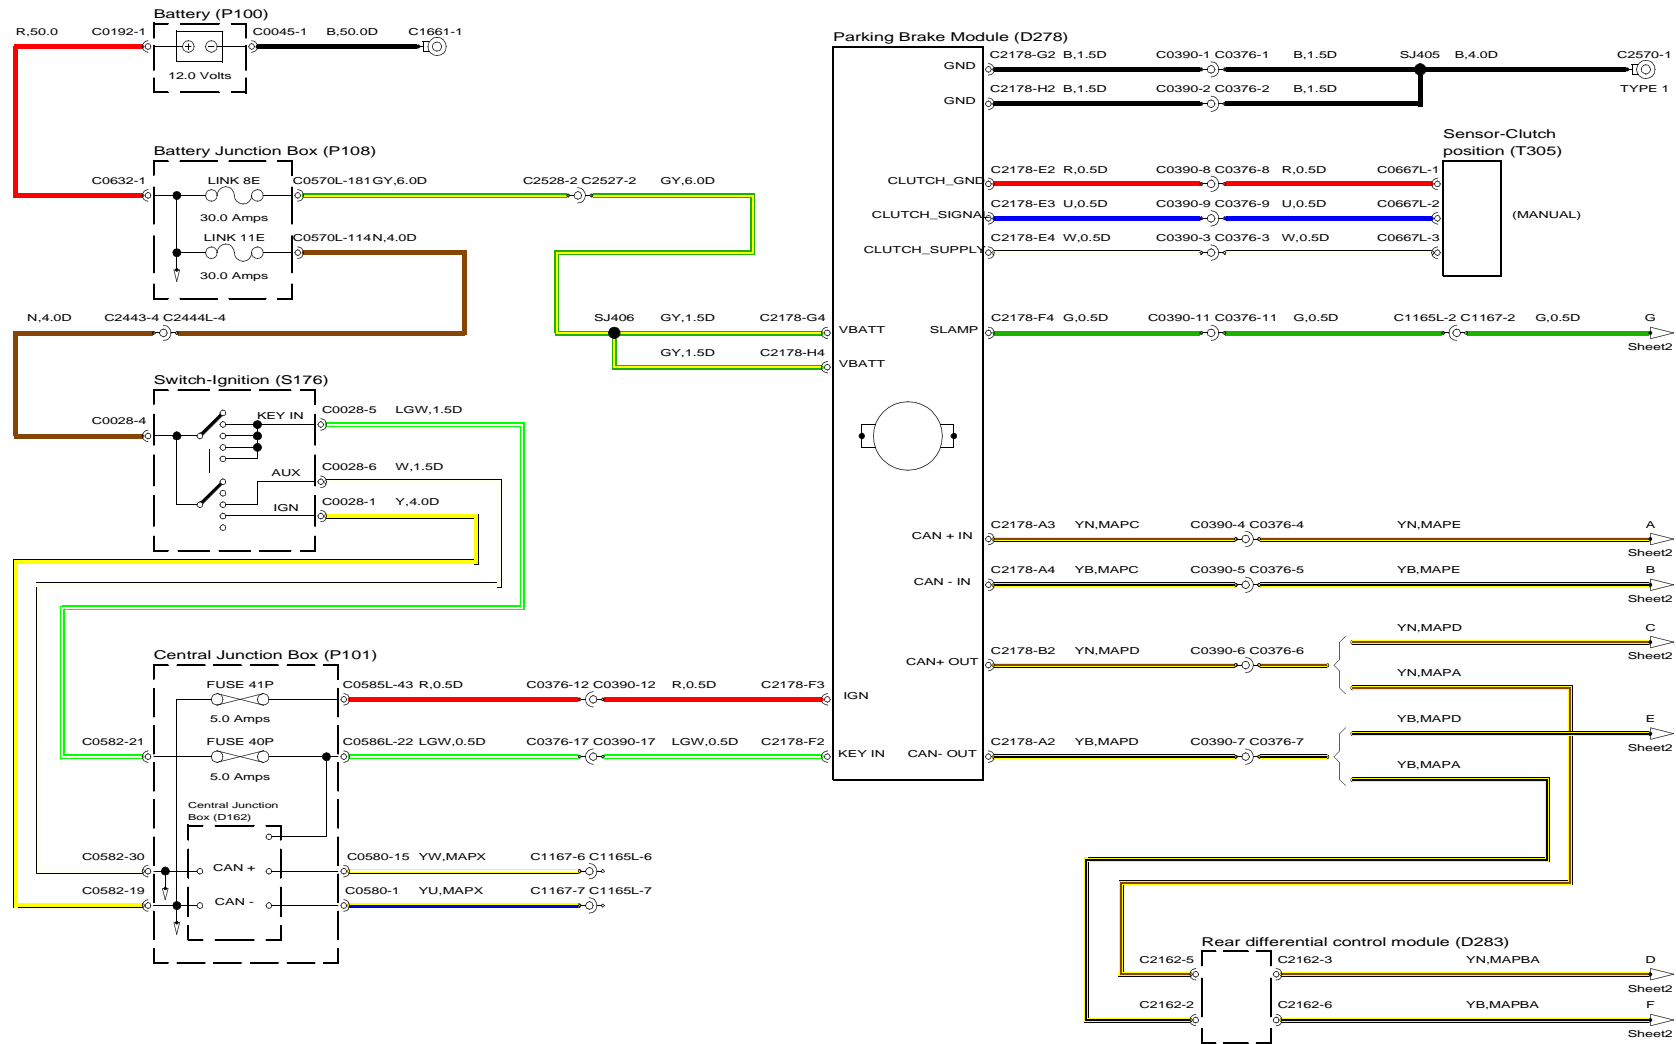 Battery (P100)
R,50.0 C0192-1 C0045-1 B,50.0D C1661-1
12.0 Volts
Battery Junction Box (P108)
C0632-1 LINK 8E C0570L-181GY,6.0D C2528-2 C2527-2 GY,6.0D
30.0 Amps
LINK 11E C0570L-114N,4.0D
30.0 Amps
N,4.0D C2443-4 C2444L-4
SJ406 GY,1.5D C2178-G4
GY,1.5D C2178-H4
Switch-Ignition (S176)
C0028-4 KEY IN C0028-5 LGW,1.5D
AUX C0028-6 W,1.5D
IGN C0028-1 Y,4.0D
Central Junction Box (P101)
FUSE 41P C0585L-43 R,0.5D C0376-12 C0390-12 R,0.5D C2178-F3
5.0 Amps
C0582-21 FUSE 40P C0586L-22 LGW,0.5D C0376-17 C0390-17 LGW,0.5D C2178-F2
5.0 Amps
Central Junction
Box (D162)
C0582-30 CAN + C0580-15 YW,MAPX C1167-6 C1165L-6
C0582-19 CAN - C0580-1 YU,MAPX C1167-7 C1165L-7
Parking Brake Module (D278)
GND C2178-G2 B,1.5D C0390-1 C0376-1 B,1.5D SJ405 B,4.0D C2570-1
TYPE 1
GND C2178-H2 B,1.5D C0390-2 C0376-2 B,1.5D
Sensor-Clutch
position (T305)
CLUTCH_GND C2178-E2 R,0.5D C0390-8 C0376-8 R,0.5D C0667L-1
CLUTCH_SIGNAL C2178-E3 U,0.5D C0390-9 C0376-9 U,0.5D C0667L-2
(MANUAL)
CLUTCH_SUPPLY C2178-E4 W,0.5D C0390-3 C0376-3 W,0.5D C0667L-3
VBATT SLAMP C2178-F4 G,0.5D C0390-11 C0376-11 G,0.5D C1165L-2 C1167-2 G,0.5D G
Sheet2
VBATT
CAN + IN C2178-A3 YN,MAPC C0390-4 C0376-4 YN,MAPE A
Sheet2
CAN - IN C2178-A4 YB,MAPC C0390-5 C0376-5 YB,MAPE B
Sheet2
YN,MAPD C
Sheet2
CAN+ OUT C2178-B2 YN,MAPD C0390-6 C0376-6
YN,MAPA
IGN
YB,MAPD E
Sheet2
KEY IN CAN- OUT C2178-A2 YB,MAPD C0390-7 C0376-7
YB,MAPA
Rear differential control module (D283)
C2162-5 C2162-3 YN,MAPBA D
Sheet2
C2162-2 C2162-6 YB,MAPBA F
Sheet2